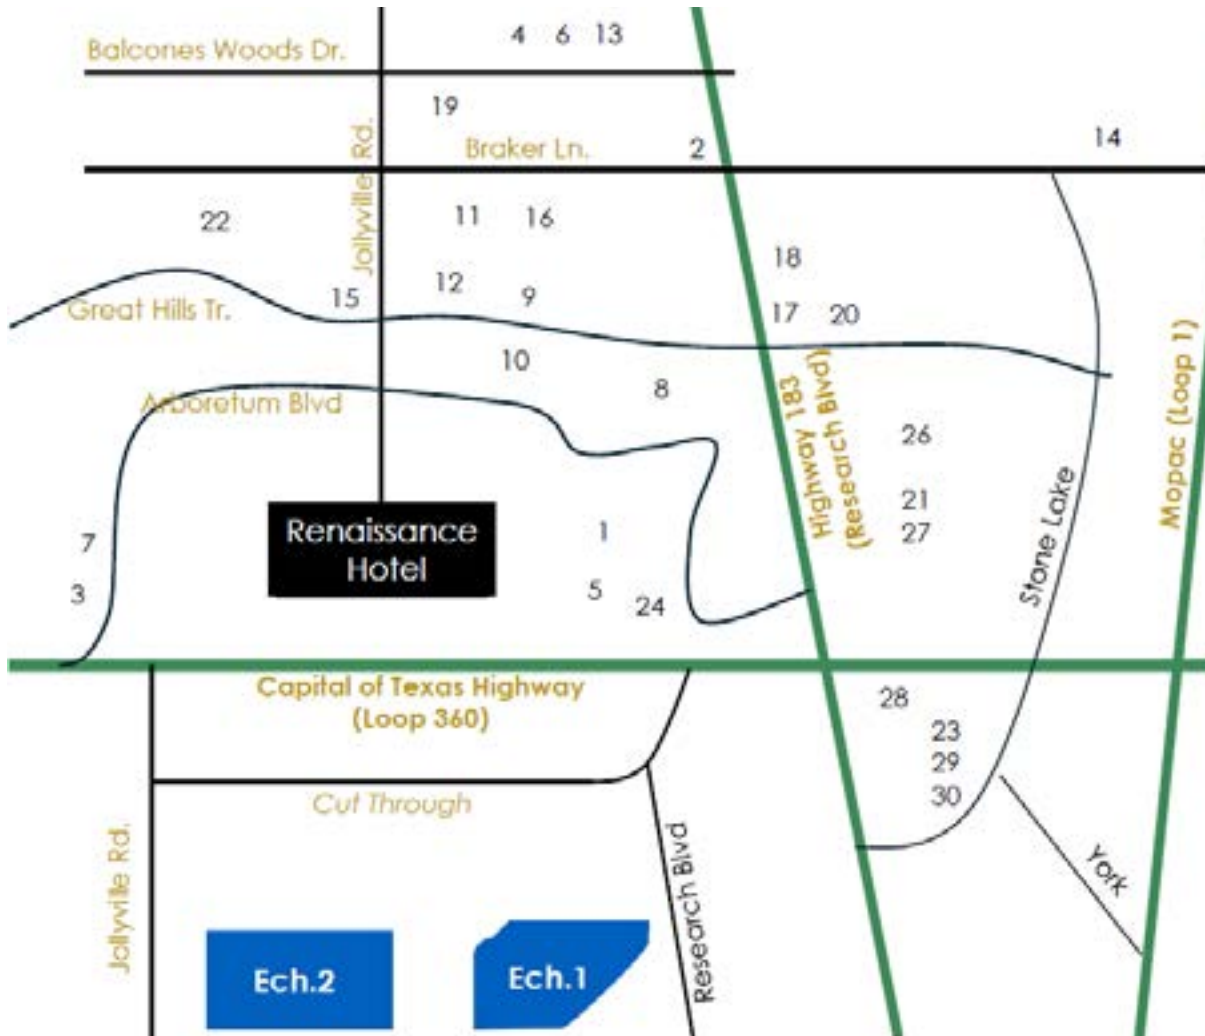 4 6 13
Balcones Woods Dr.
19
Jollyville Rd.
Braker Ln.
2
14
22
11 16
18
12
9
15
Great Hills Tr.
17 20
10
8
Arboretum Blvd
Highway 183
(Research Blvd)
Mopac (Loop 1)
26
21
27
Stone Lake
Renaissance
Hotel
7
3
1
5
24
Capital of Texas Highway
(Loop 360)
28
23
29
30
Cut Through
Jollyville Rd.
Research Blvd
York
Ech.2
Ech.1